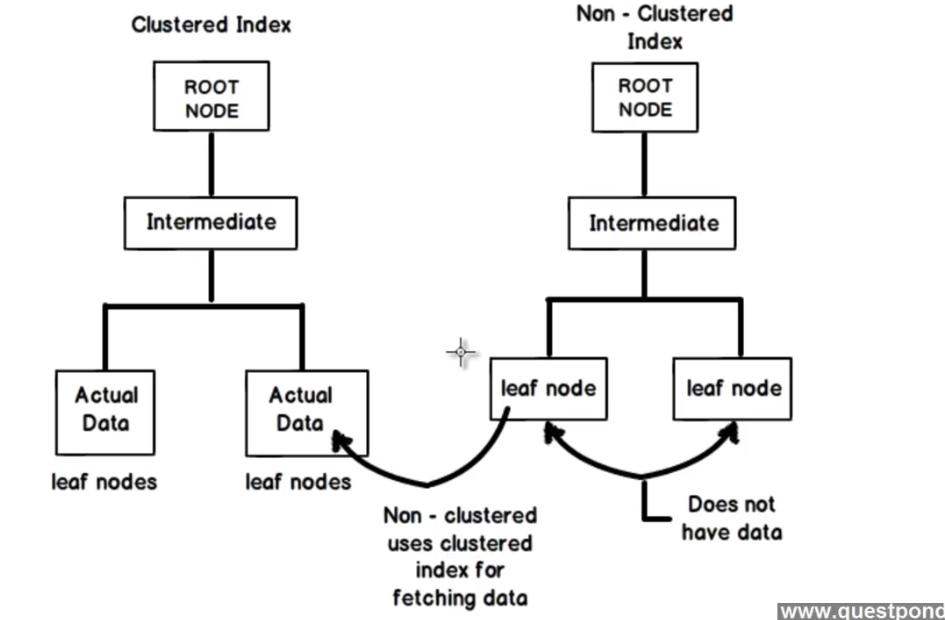 Clustered Index
Non - Clustered
Index
ROOT
NODE
ROOT
NODE
Intermediate
Intermediate
Actual
Data
Actual
Data
leaf node
leaf node
leaf nodes
leaf nodes
Non - clustered
uses clustered
index for
fetching data
Does not
have data
www.questpond